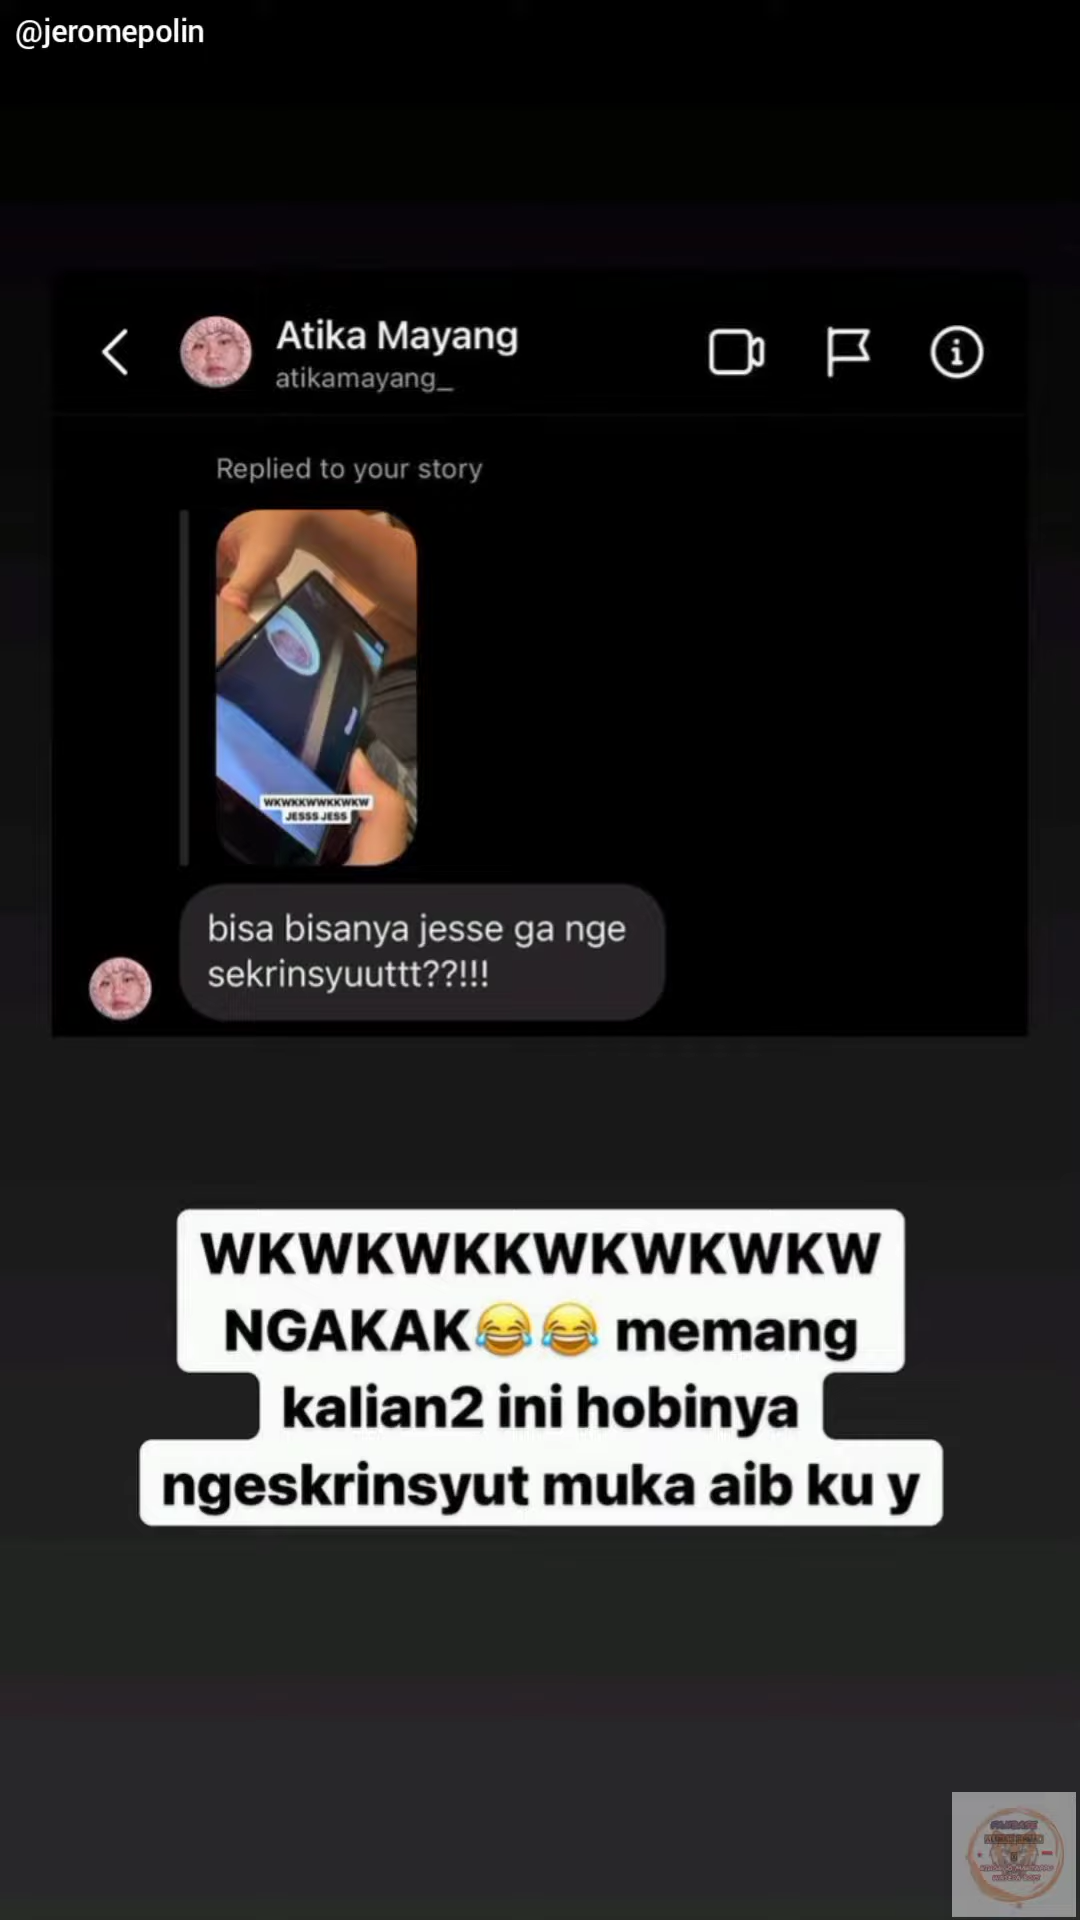 @jeromepolin
Atika Mayang
atikamayang_
Replied to your story
WKWKKWWKKWKW
JESSS JESS
bisa bisanya jesse ga nge
sekrinsyuuttt??!!!
WKWKWKKWKWKWKW
NGAKAK😂😂 memang
kalian2 ini hobinya
ngeskrinsyut muka aib ku y